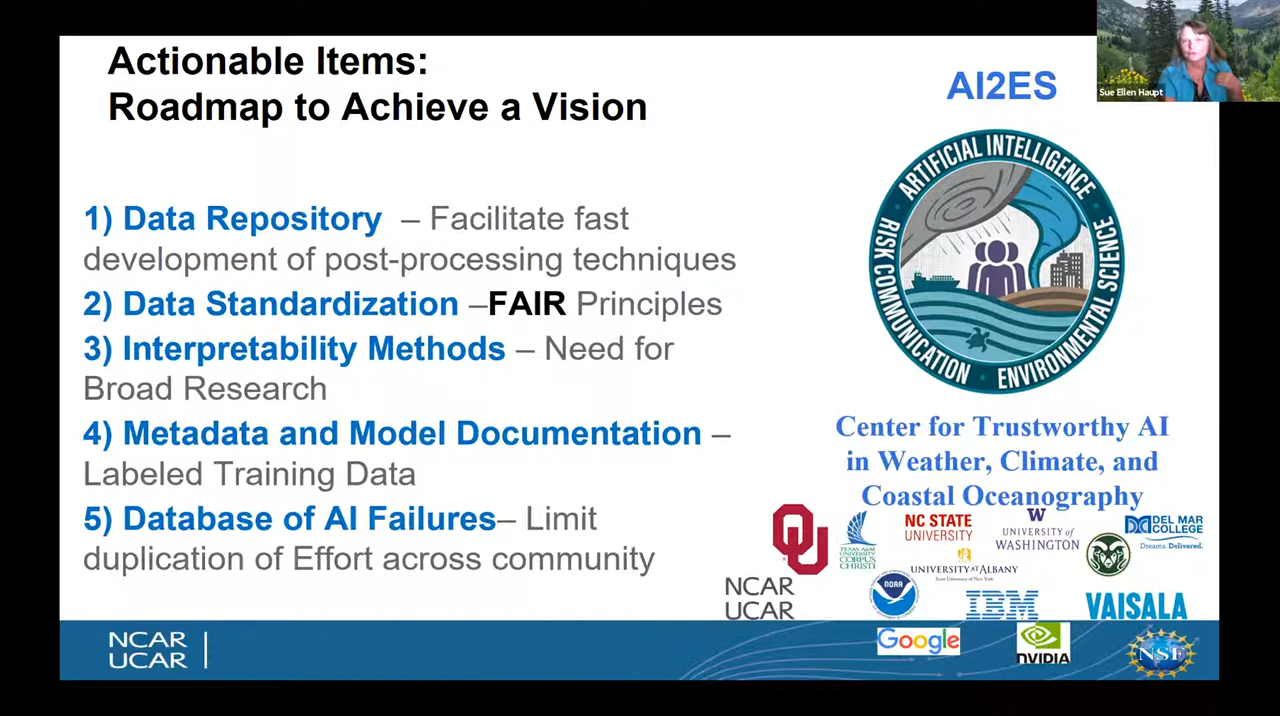 Actionable Items:
Roadmap to Achieve a Vision
AI2ES
Sue Ellen Haupt
1) Data Repository – Facilitate fast
development of post-processing techniques
2) Data Standardization –FAIR Principles
3) Interpretability Methods – Need for
Broad Research
4) Metadata and Model Documentation –
Labeled Training Data
5) Database of AI Failures– Limit
duplication of Effort across community
ARTIFICIAL INTELLIGENCE
RISK COMMUNICATION
ENVIRONMENTAL SCIENCE
Center for Trustworthy AI
in Weather, Climate, and
Coastal Oceanography
OU
TEXAS A&M
UNIVERSITY
CORPUS
CHRISTI
NC STATE
UNIVERSITY
W
UNIVERSITY of
WASHINGTON
DEL MAR
COLLEGE
Dreams. Delivered.
UNIVERSITY AT ALBANY
State University of New York
NCAR
UCAR
NOAA
IBM
VAISALA
NCAR
UCAR
Google
NVIDIA
NSF